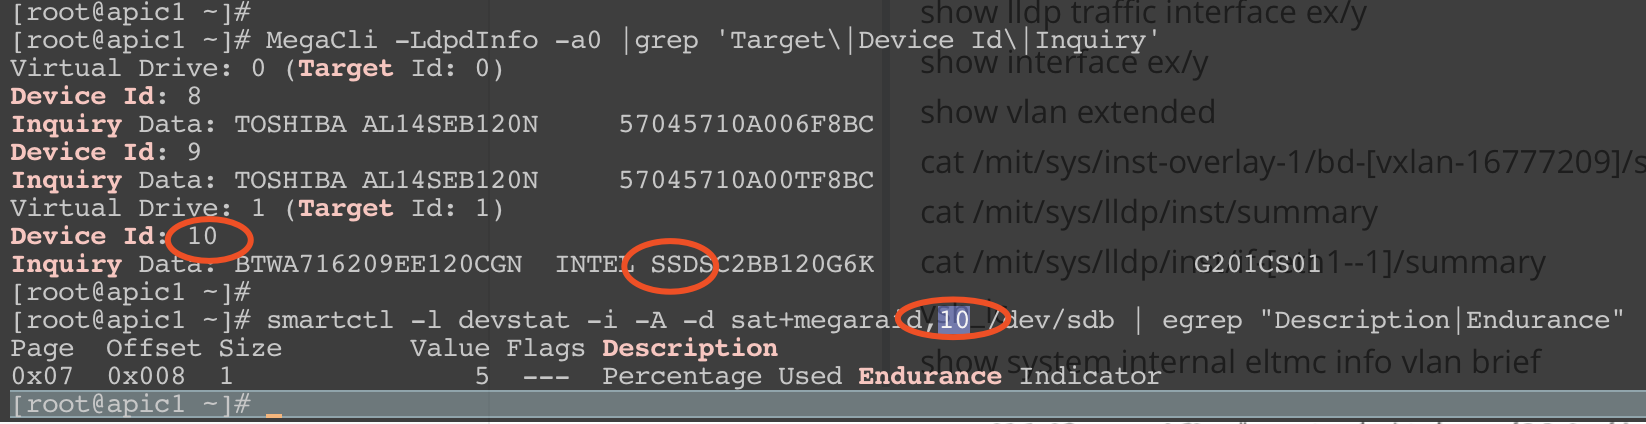 [root@apic1 ~]#
show lldp traffic interface ex/y
[root@apic1 ~]# MegaCli -LdpdInfo -a0 |grep 'Target\|Device Id\|Inquiry'
Virtual Drive: 0 (Target Id: 0)
show interface ex/y
Device Id: 8
show vlan extended
Inquiry Data: TOSHIBA AL14SEB120N     57045710A006F8BC
Device Id: 9
cat /mit/sys/inst-overlay-1/bd-[vxlan-16777209]/s
Inquiry Data: TOSHIBA AL14SEB120N     57045710A00TF8BC
Virtual Drive: 1 (Target Id: 1)
cat /mit/sys/lldp/inst/summary
Device Id: 10
Inquiry Data: BTWA716209EE120CGN  INTEL SSDSC2BB120G6K                    G201CS01
cat /mit/sys/lldp/inst/if-[eth1--1]/summary
[root@apic1 ~]#
[root@apic1 ~]# smartctl -l devstat -i -A -d sat+megaraid,10 /dev/sdb | egrep "Description|Endurance"
Page  Offset Size        Value Flags Description
show system internal eltmc info vlan brief
0x07  0x008  1               5  ---  Percentage Used Endurance Indicator
[root@apic1 ~]#